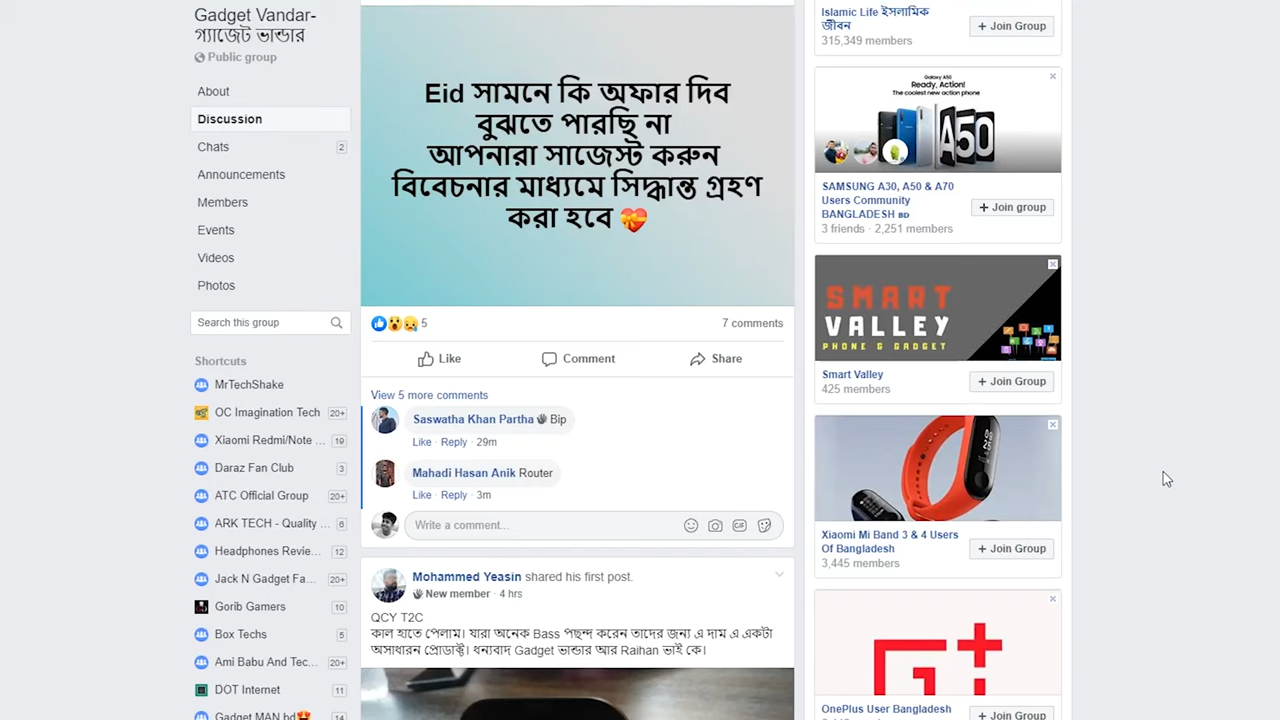 Gadget Vandar-
গ্যাজেট ভান্ডার
Public group
About
Discussion
Chats 2
Announcements
Members
Events
Videos
Photos
Search this group
Shortcuts
MrTechShake
OC Imagination Tech 20+
Xiaomi Redmi/Note ... 19
Daraz Fan Club 3
ATC Official Group 20+
ARK TECH - Quality ... 6
Headphones Revie... 12
Jack N Gadget Fa... 20+
Gorib Gamers 10
Box Techs 5
Ami Babu And Tec... 20+
DOT Internet 11
Gadget MAN.bd😍 14
Eid সামনে কি অফার দিব
বুঝতে পারছি না
আপনারা সাজেস্ট করুন
বিবেচনার মাধ্যমে সিদ্ধান্ত গ্রহণ
করা হবে 💝
5 7 comments
Like Comment Share
View 5 more comments
Saswatha Khan Partha Bip
Like · Reply · 29m
Mahadi Hasan Anik Router
Like · Reply · 3m
Write a comment...
Mohammed Yeasin shared his first post.
New member · 4 hrs
QCY T2C
কাল হাতে পেলাম। যারা অনেক Bass পছন্দ করেন তাদের জন্য এ দাম এ একটা
অসাধারন প্রোডাক্ট। ধন্যবাদ Gadget ভান্ডার আর Raihan ভাই কে।
Islamic Life ইসলামিক
জীবন
315,349 members
+ Join Group
Galaxy A50
Ready, Action!
The coolest new action phone
A50
SAMSUNG A30, A50 & A70
Users Community
BANGLADESH BD
3 friends · 2,251 members
+ Join group
SMART
VALLEY
PHONE & GADGET
Smart Valley
425 members
+ Join Group
Xiaomi Mi Band 3 & 4 Users
Of Bangladesh
3,445 members
+ Join Group
OnePlus User Bangladesh
+ Join Group